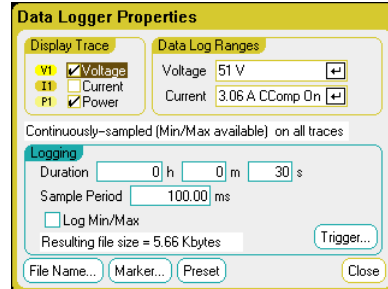 Data Logger Properties
Display Trace
V1 Voltage
I1 Current
P1 Power
Data Log Ranges
Voltage 51 V
Current 3.06 A CComp On
Continuously-sampled (Min/Max available) on all traces
Logging
Duration 0 h 0 m 30 s
Sample Period 100.00 ms
Log Min/Max
Resulting file size = 5.66 Kbytes
Trigger...
File Name... Marker... Preset Close